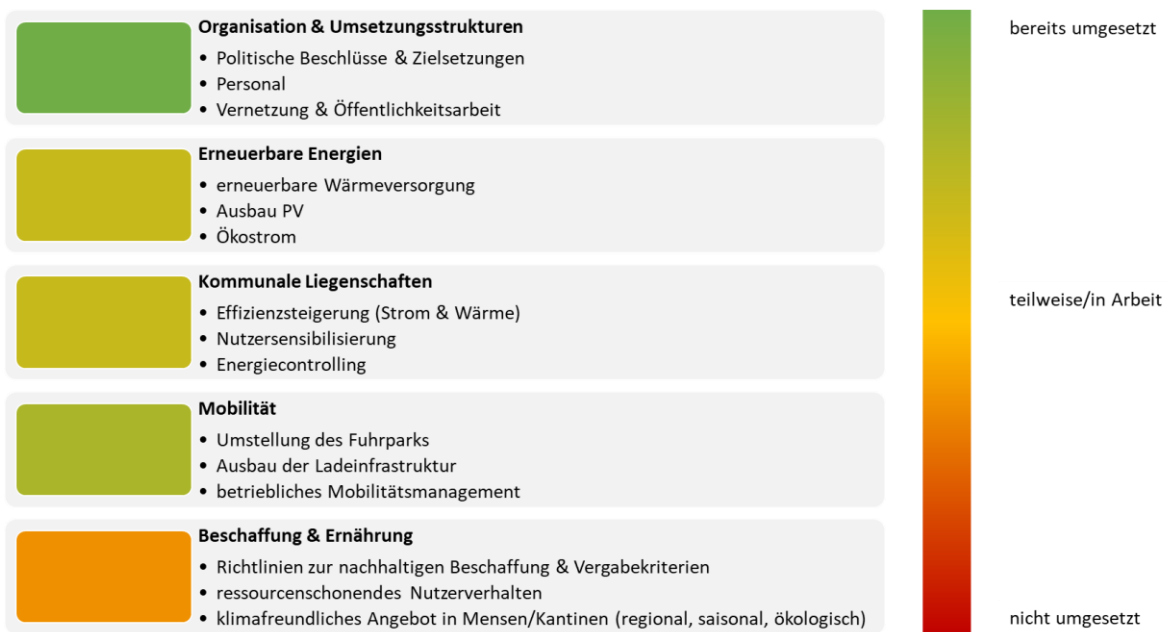 Organisation & Umsetzungsstrukturen
• Politische Beschlüsse & Zielsetzungen
• Personal
• Vernetzung & Öffentlichkeitsarbeit
Erneuerbare Energien
• erneuerbare Wärmeversorgung
• Ausbau PV
• Ökostrom
Kommunale Liegenschaften
• Effizienzsteigerung (Strom & Wärme)
• Nutzersensibilisierung
• Energiecontrolling
Mobilität
• Umstellung des Fuhrparks
• Ausbau der Ladeinfrastruktur
• betriebliches Mobilitätsmanagement
Beschaffung & Ernährung
• Richtlinien zur nachhaltigen Beschaffung & Vergabekriterien
• ressourcenschonendes Nutzerverhalten
• klimafreundliches Angebot in Mensen/Kantinen (regional, saisonal, ökologisch)
bereits umgesetzt
teilweise/in Arbeit
nicht umgesetzt